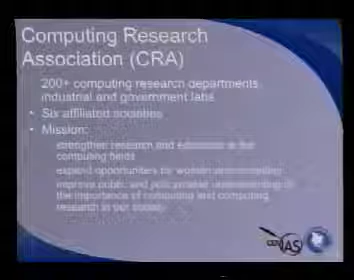 Computing Research
Association (CRA)
200+ computing research departments,
industrial and government labs
• Six affiliated societies
• Mission:
strengthen research and education in the
computing fields
expand opportunities for women and minorities
improve public and policymaker understanding of
the importance of computing and computing
research in our society